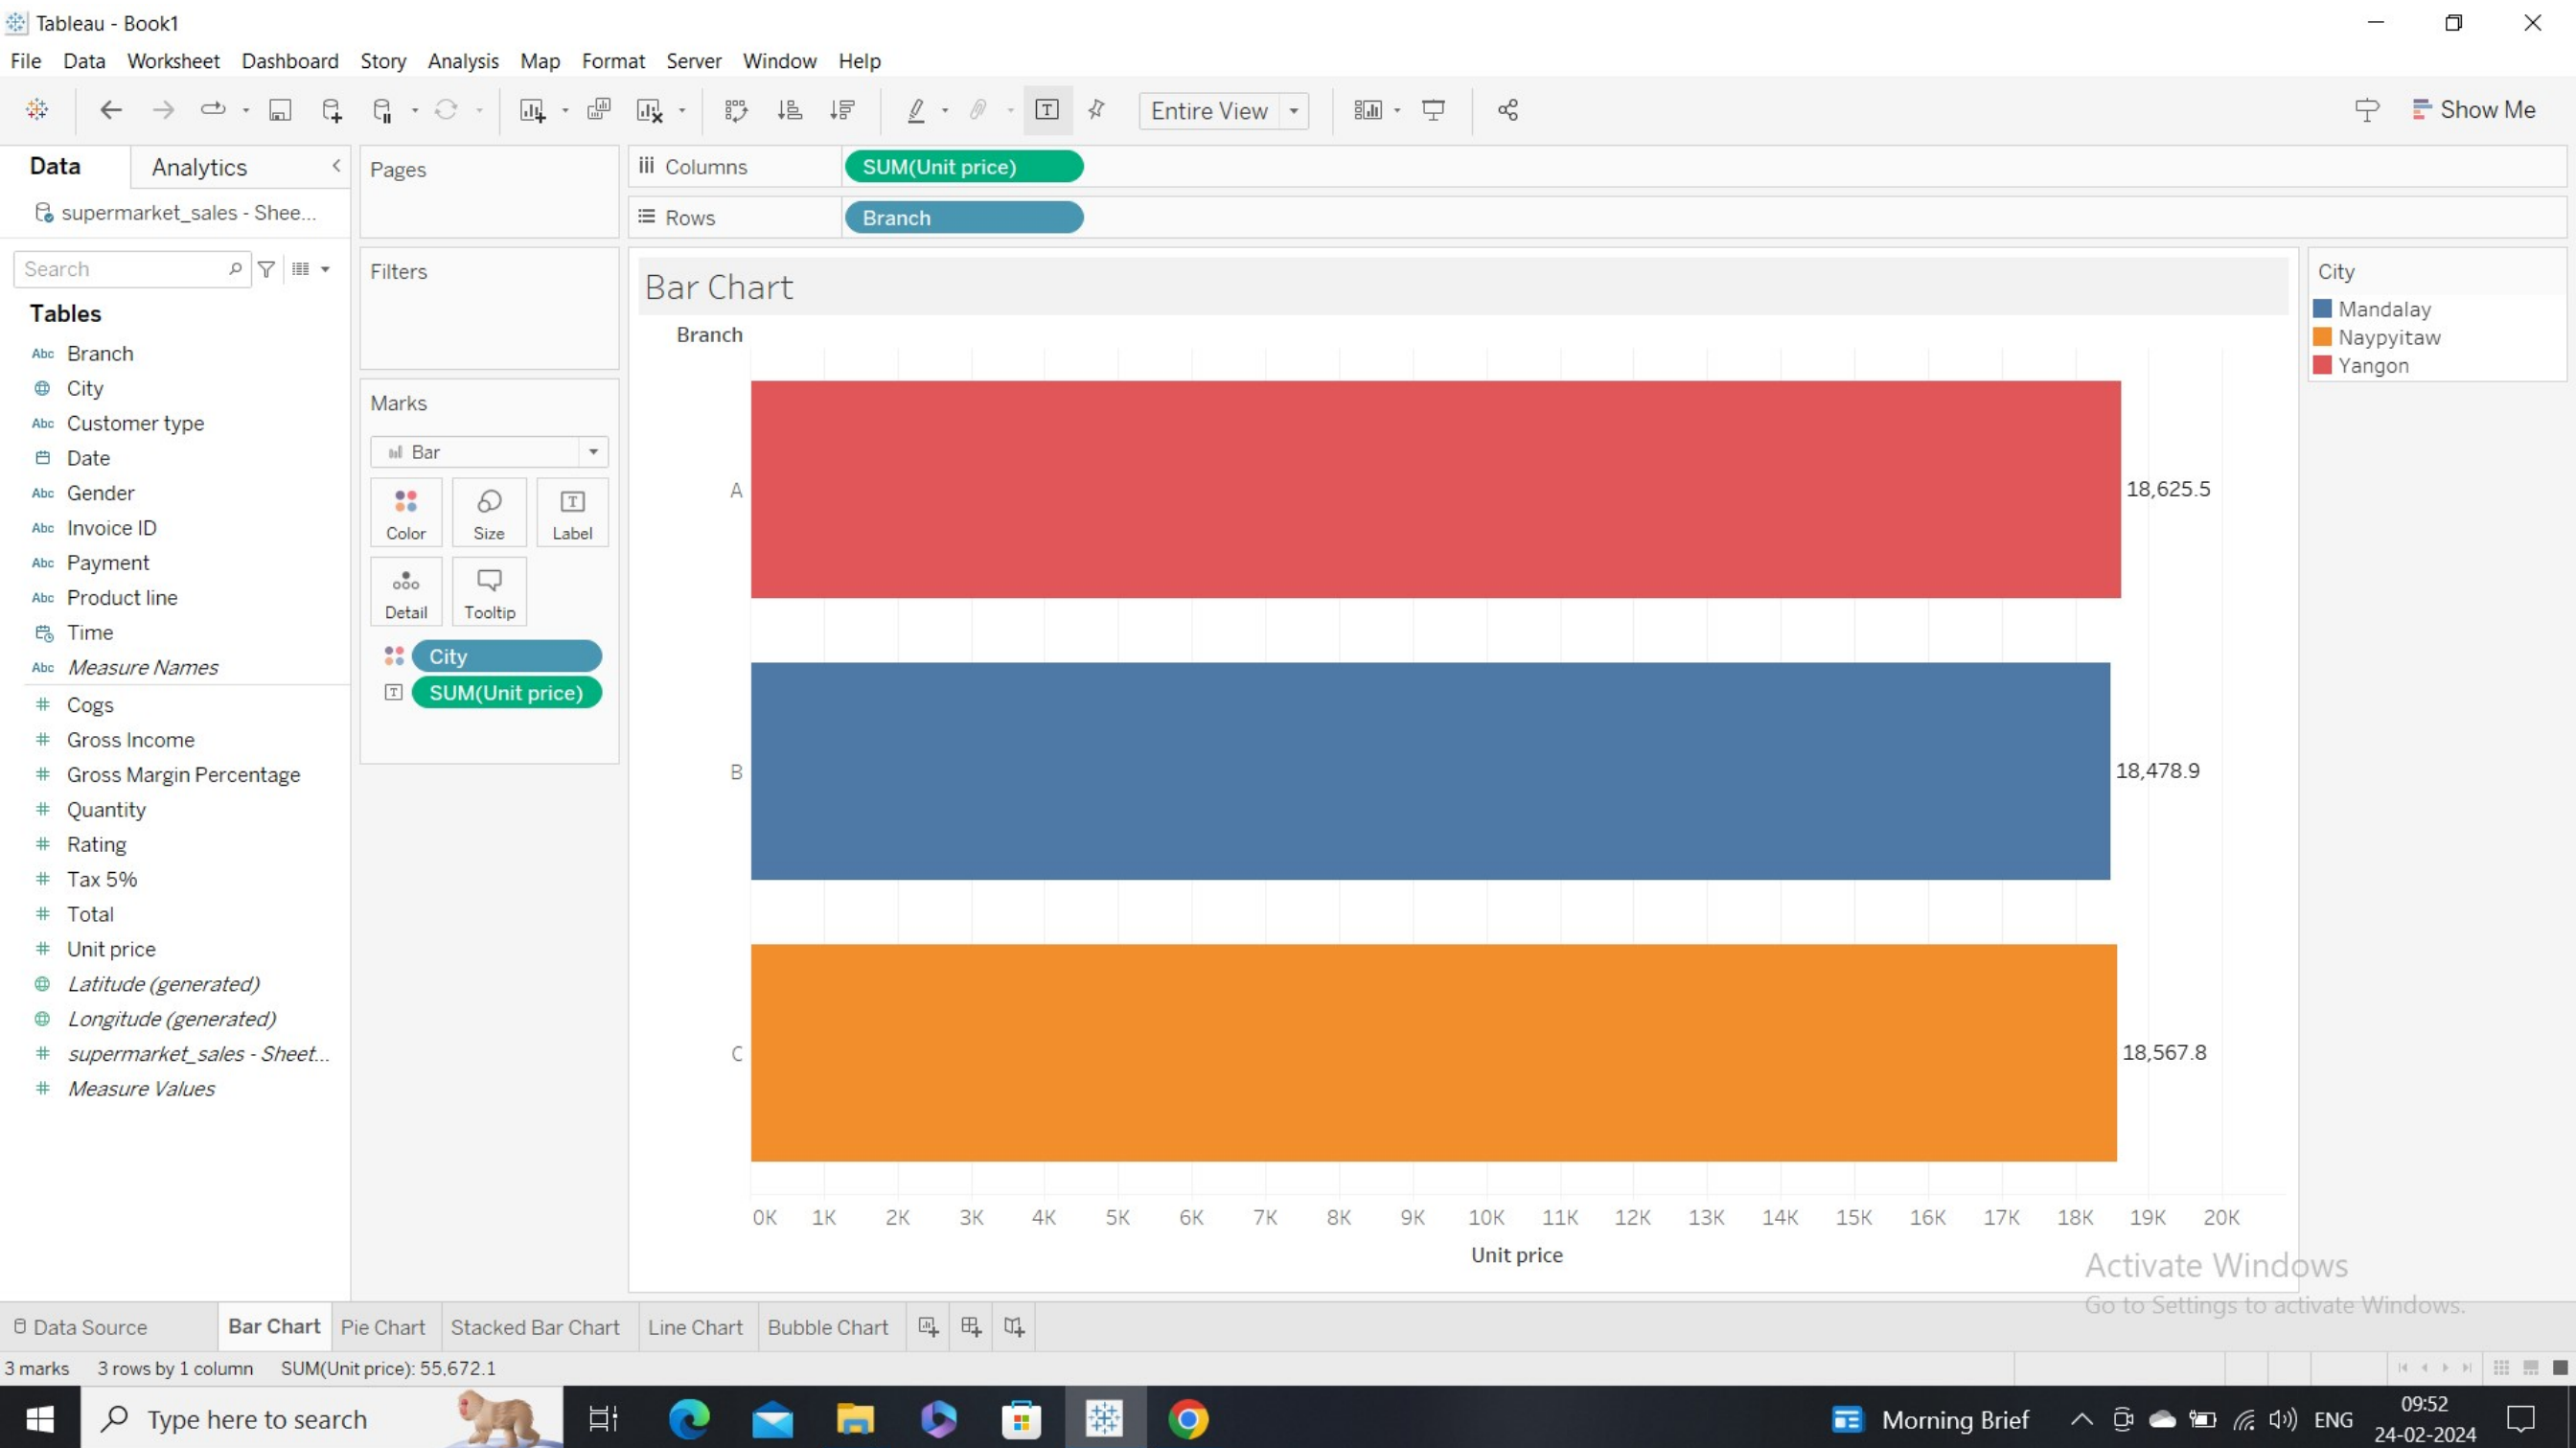 Tableau - Book1
File Data Worksheet Dashboard Story Analysis Map Format Server Window Help
Entire View
Show Me
Data Analytics
supermarket_sales - Shee...
Search
Tables
Abc Branch
City
Abc Customer type
Date
Abc Gender
Abc Invoice ID
Abc Payment
Abc Product line
Time
Abc Measure Names
# Cogs
# Gross Income
# Gross Margin Percentage
# Quantity
# Rating
# Tax 5%
# Total
# Unit price
Latitude (generated)
Longitude (generated)
# supermarket_sales - Sheet...
# Measure Values
Pages
Filters
Marks
Bar
Color Size Label
Detail Tooltip
City
SUM(Unit price)
Columns SUM(Unit price)
Rows Branch
Bar Chart
Branch
A 18,625.5
B 18,478.9
C 18,567.8
0K 1K 2K 3K 4K 5K 6K 7K 8K 9K 10K 11K 12K 13K 14K 15K 16K 17K 18K 19K 20K
Unit price
City
Mandalay
Naypyitaw
Yangon
Activate Windows
Go to Settings to activate Windows.
Data Source Bar Chart Pie Chart Stacked Bar Chart Line Chart Bubble Chart
3 marks 3 rows by 1 column SUM(Unit price): 55,672.1
Type here to search
Morning Brief
ENG
09:52
24-02-2024